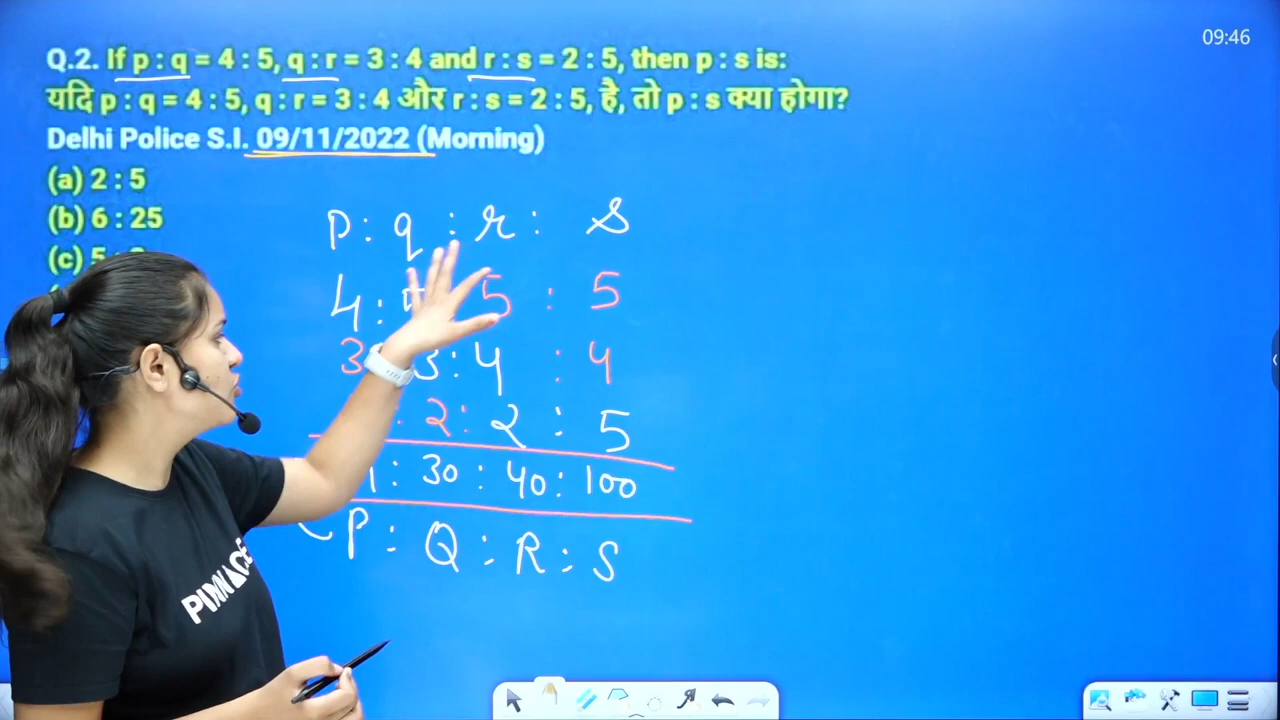 09:46
Q.2. If p : q = 4 : 5, q : r = 3 : 4 and r : s = 2 : 5, then p : s is:
यदि p : q = 4 : 5, q : r = 3 : 4 और r : s = 2 : 5, है, तो p : s क्या होगा?
Delhi Police S.I. 09/11/2022 (Morning)
(a) 2 : 5
(b) 6 : 25
(c) 5 :
p : q : r : s
4 : 5 : 5
3 3 : 4 : 4
2 : 2 : 5
: 30 : 40 : 100
P : Q : R : S
PINNACLE